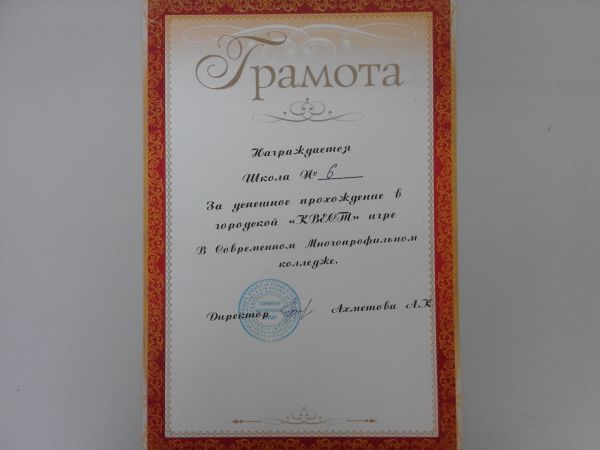 Грамота
Награждается
Школа № 6
За успешное прохождение в
городской «КВЕСТ» игре
В Современном Многопрофильном
колледже.
Директор Ахметова А.К